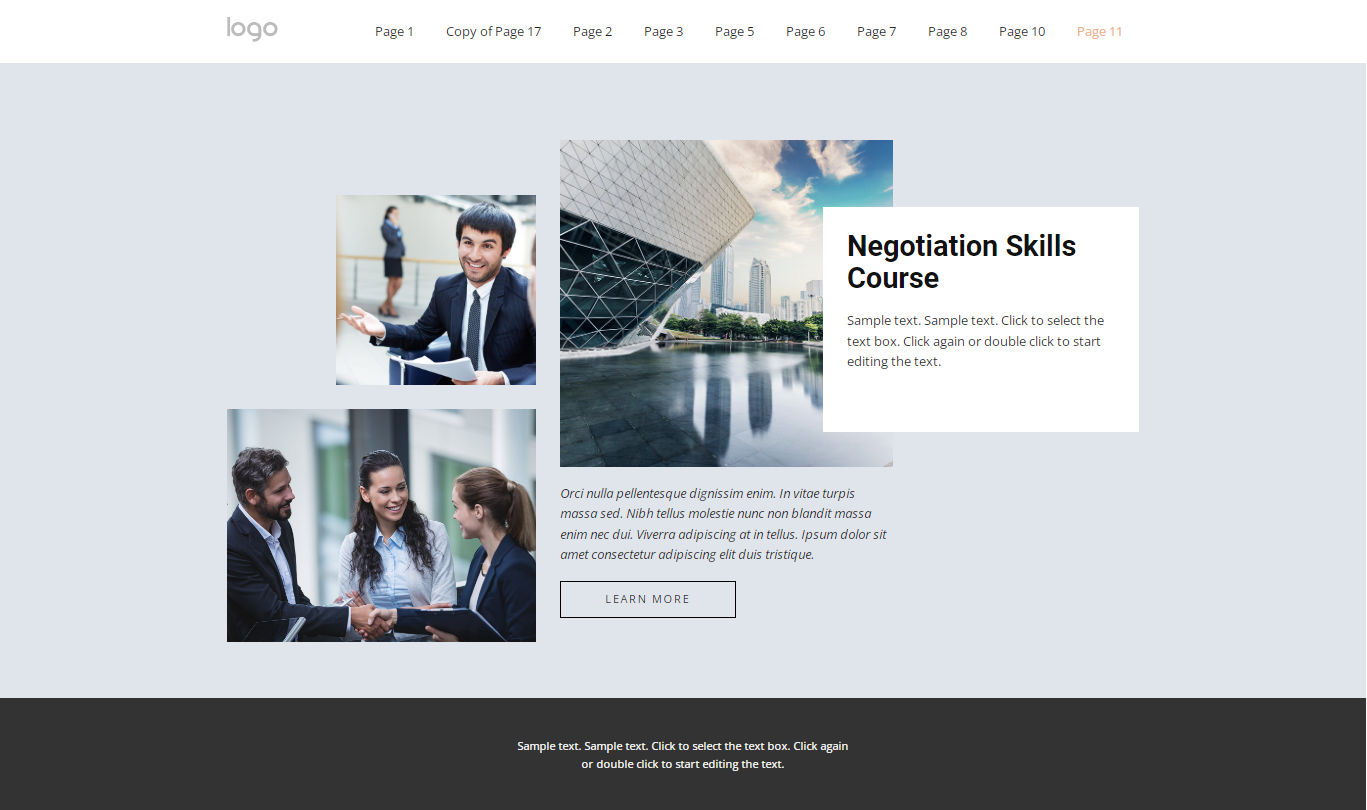 logo
Page 1 Copy of Page 17 Page 2 Page 3 Page 5 Page 6 Page 7 Page 8 Page 10 Page 11
Negotiation Skills
Course
Sample text. Sample text. Click to select the
text box. Click again or double click to start
editing the text.
Orci nulla pellentesque dignissim enim. In vitae turpis
massa sed. Nibh tellus molestie nunc non blandit massa
enim nec dui. Viverra adipiscing at in tellus. Ipsum dolor sit
amet consectetur adipiscing elit duis tristique.
LEARN MORE
Sample text. Sample text. Click to select the text box. Click again
or double click to start editing the text.